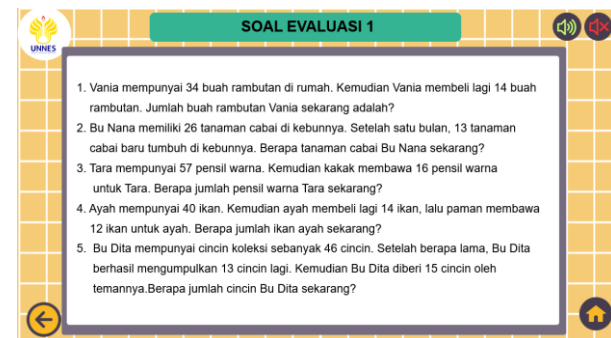 SOAL EVALUASI 1
UNNES
1. Vania mempunyai 34 buah rambutan di rumah. Kemudian Vania membeli lagi 14 buah
rambutan. Jumlah buah rambutan Vania sekarang adalah?
2. Bu Nana memiliki 26 tanaman cabai di kebunnya. Setelah satu bulan, 13 tanaman
cabai baru tumbuh di kebunnya. Berapa tanaman cabai Bu Nana sekarang?
3. Tara mempunyai 57 pensil warna. Kemudian kakak membawa 16 pensil warna
untuk Tara. Berapa jumlah pensil warna Tara sekarang?
4. Ayah mempunyai 40 ikan. Kemudian ayah membeli lagi 14 ikan, lalu paman membawa
12 ikan untuk ayah. Berapa jumlah ikan ayah sekarang?
5. Bu Dita mempunyai cincin koleksi sebanyak 46 cincin. Setelah berapa lama, Bu Dita
berhasil mengumpulkan 13 cincin lagi. Kemudian Bu Dita diberi 15 cincin oleh
temannya.Berapa jumlah cincin Bu Dita sekarang?